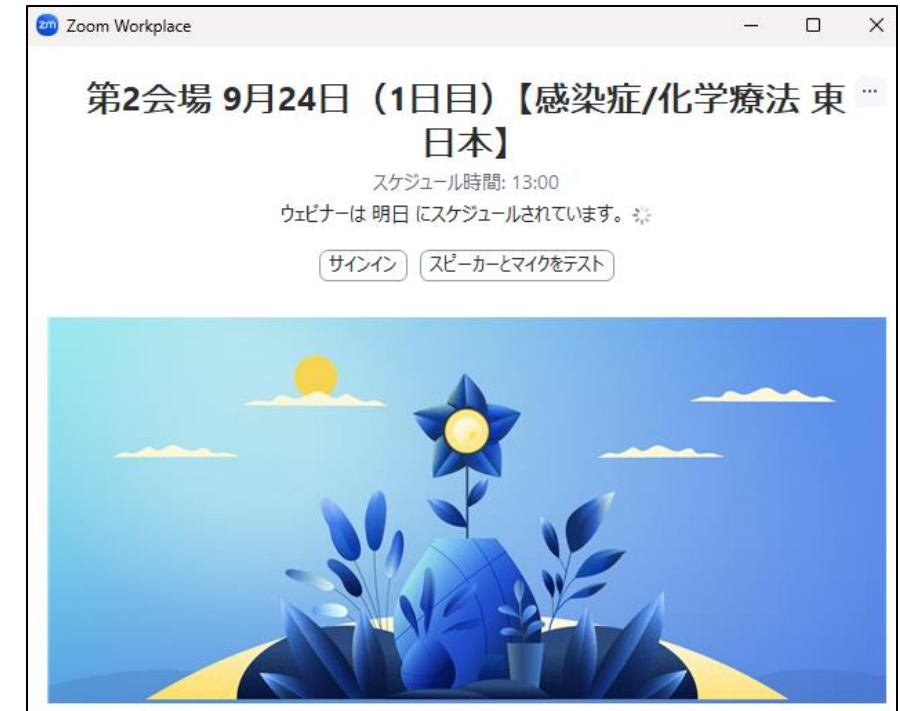 zm Zoom Workplace
第2会場 9月24日（1日目）【感染症/化学療法 東
日本】
スケジュール時間: 13:00
ウェビナーは 明日 にスケジュールされています。
サインイン スピーカーとマイクをテスト